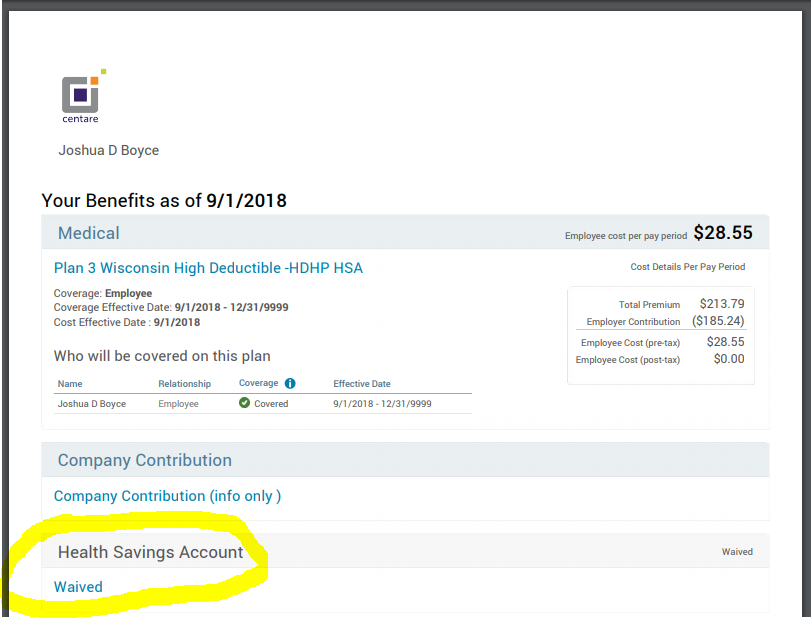 centare
Joshua D Boyce
Your Benefits as of 9/1/2018
Medical
Employee cost per pay period $28.55
Plan 3 Wisconsin High Deductible -HDHP HSA
Cost Details Per Pay Period
Coverage: Employee
Coverage Effective Date: 9/1/2018 - 12/31/9999
Cost Effective Date : 9/1/2018
Total Premium $213.79
Employer Contribution ($185.24)
Employee Cost (pre-tax) $28.55
Employee Cost (post-tax) $0.00
Who will be covered on this plan
Name Relationship Coverage i Effective Date
Joshua D Boyce Employee Covered 9/1/2018 - 12/31/9999
Company Contribution
Company Contribution (info only )
Health Savings Account Waived
Waived